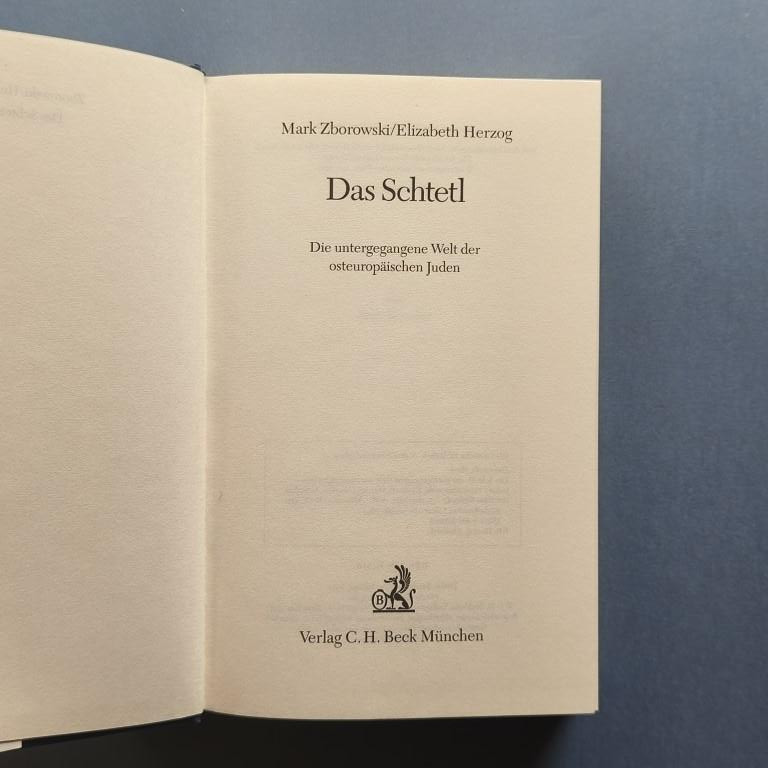 Mark Zborowski/Elizabeth Herzog
Das Schtetl
Die untergegangene Welt der
osteuropäischen Juden
B
Verlag C. H. Beck München